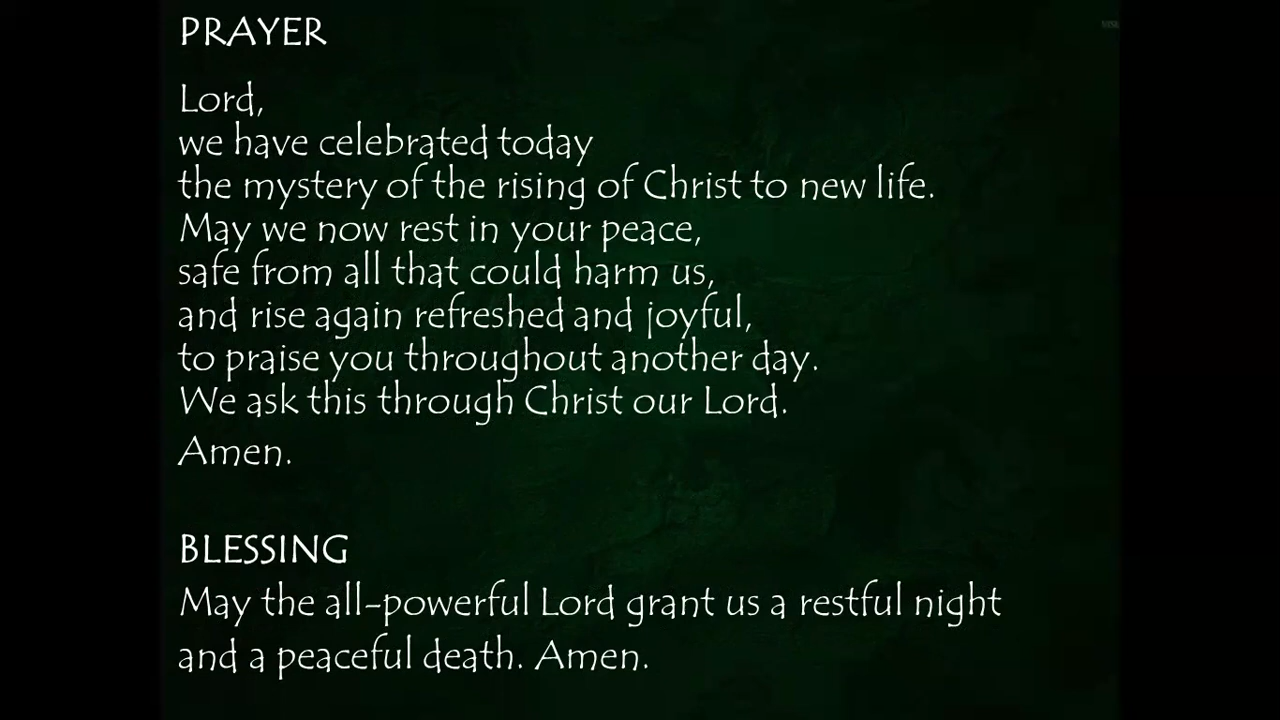 PRAYER
Lord,
we have celebrated today
the mystery of the rising of Christ to new life.
May we now rest in your peace,
safe from all that could harm us,
and rise again refreshed and joyful,
to praise you throughout another day.
We ask this through Christ our Lord.
Amen.
BLESSING
May the all-powerful Lord grant us a restful night
and a peaceful death. Amen.